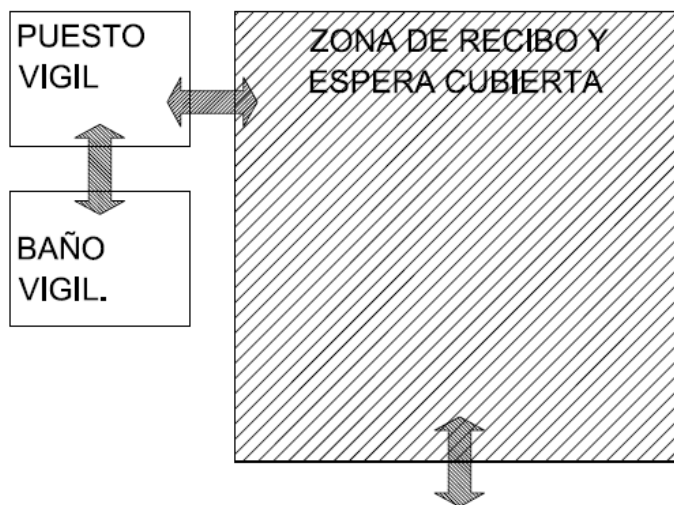 PUESTO
VIGIL
ZONA DE RECIBO Y
ESPERA CUBIERTA
BAÑO
VIGIL.